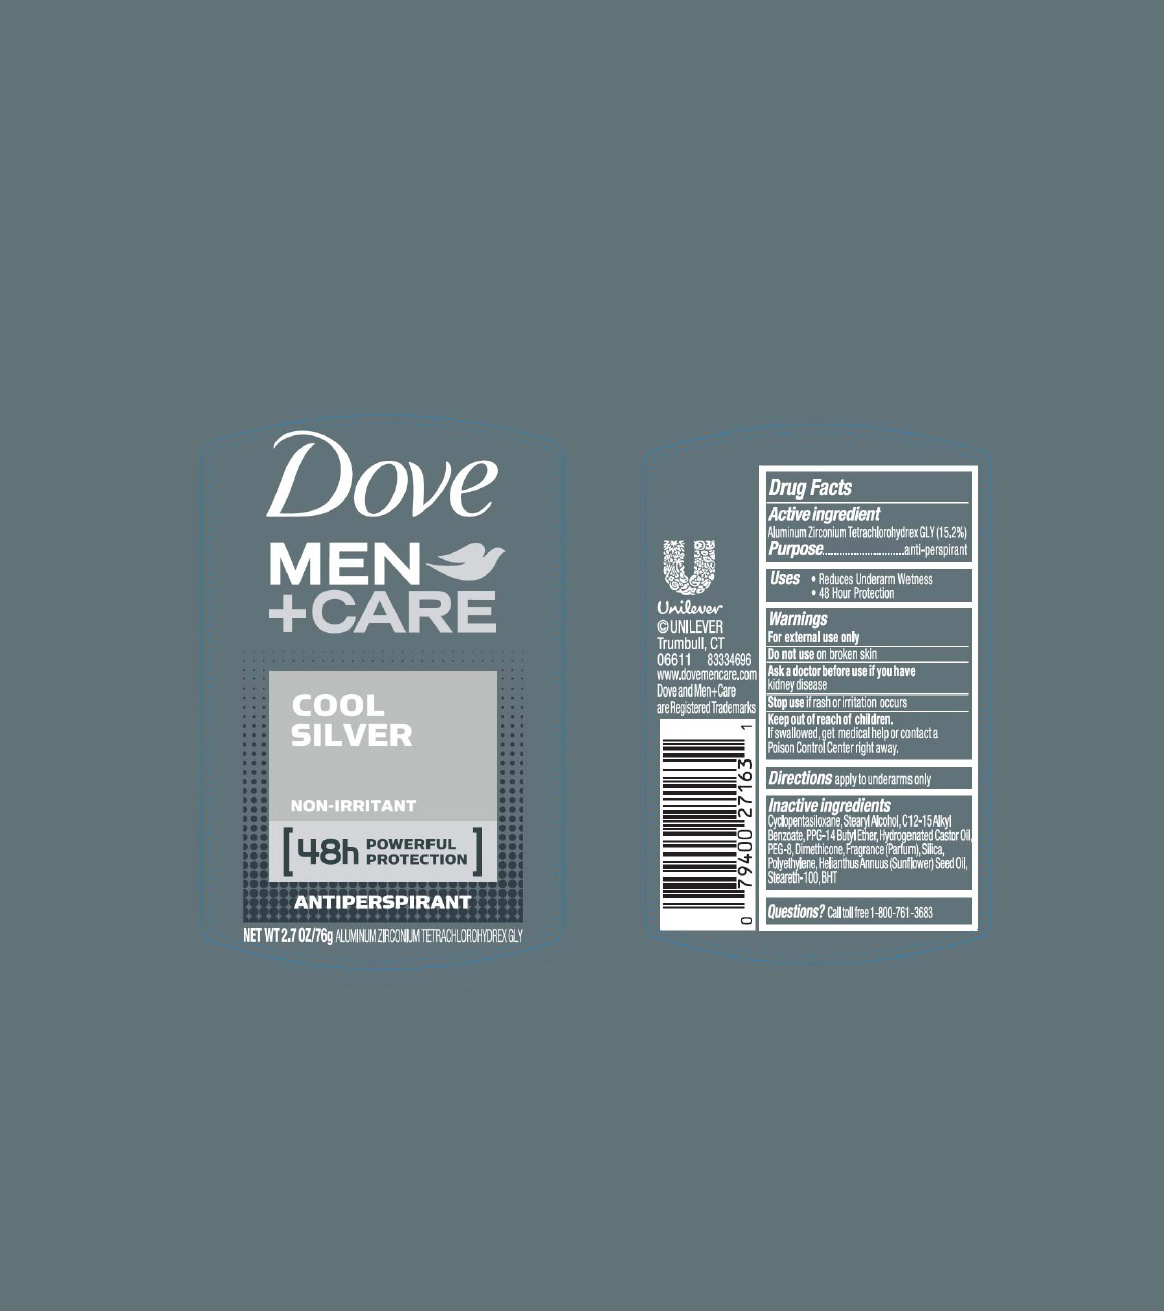 Dove
MEN
+CARE
COOL
SILVER
NON-IRRITANT
[48h POWERFUL
PROTECTION]
ANTIPERSPIRANT
NET WT 2.7 OZ/76g ALUMINUM ZIRCONIUM TETRACHLOROHYDREX GLY
Unilever
©UNILEVER
Trumbull, CT
06611 83334696
www.dovemencare.com
Dove and Men+Care
are Registered Trademarks
0 79400 27163 1
Drug Facts
Active ingredient
Aluminum Zirconium Tetrachlorohydrex GLY (15.2%)
Purpose............................anti-perspirant
Uses • Reduces Underarm Wetness
• 48 Hour Protection
Warnings
For external use only
Do not use on broken skin
Ask a doctor before use if you have
kidney disease
Stop use if rash or irritation occurs
Keep out of reach of children.
If swallowed, get medical help or contact a
Poison Control Center right away.
Directions apply to underarms only
Inactive ingredients
Cyclopentasiloxane, Stearyl Alcohol, C12-15 Alkyl
Benzoate, PPG-14 Butyl Ether, Hydrogenated Castor Oil,
PEG-8, Dimethicone, Fragrance (Parfum), Silica,
Polyethylene, Helianthus Annuus (Sunflower) Seed Oil,
Steareth-100, BHT
Questions? Call toll free 1-800-761-3683